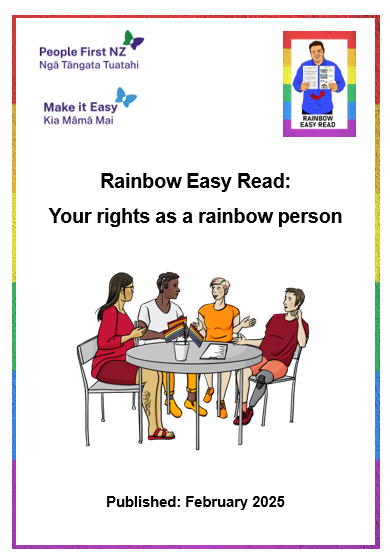 People First NZ
Ngā Tāngata Tuatahi
Make it Easy
Kia Māmā Mai
RAINBOW
EASY READ
Rainbow Easy Read:
Your rights as a rainbow person
Published: February 2025